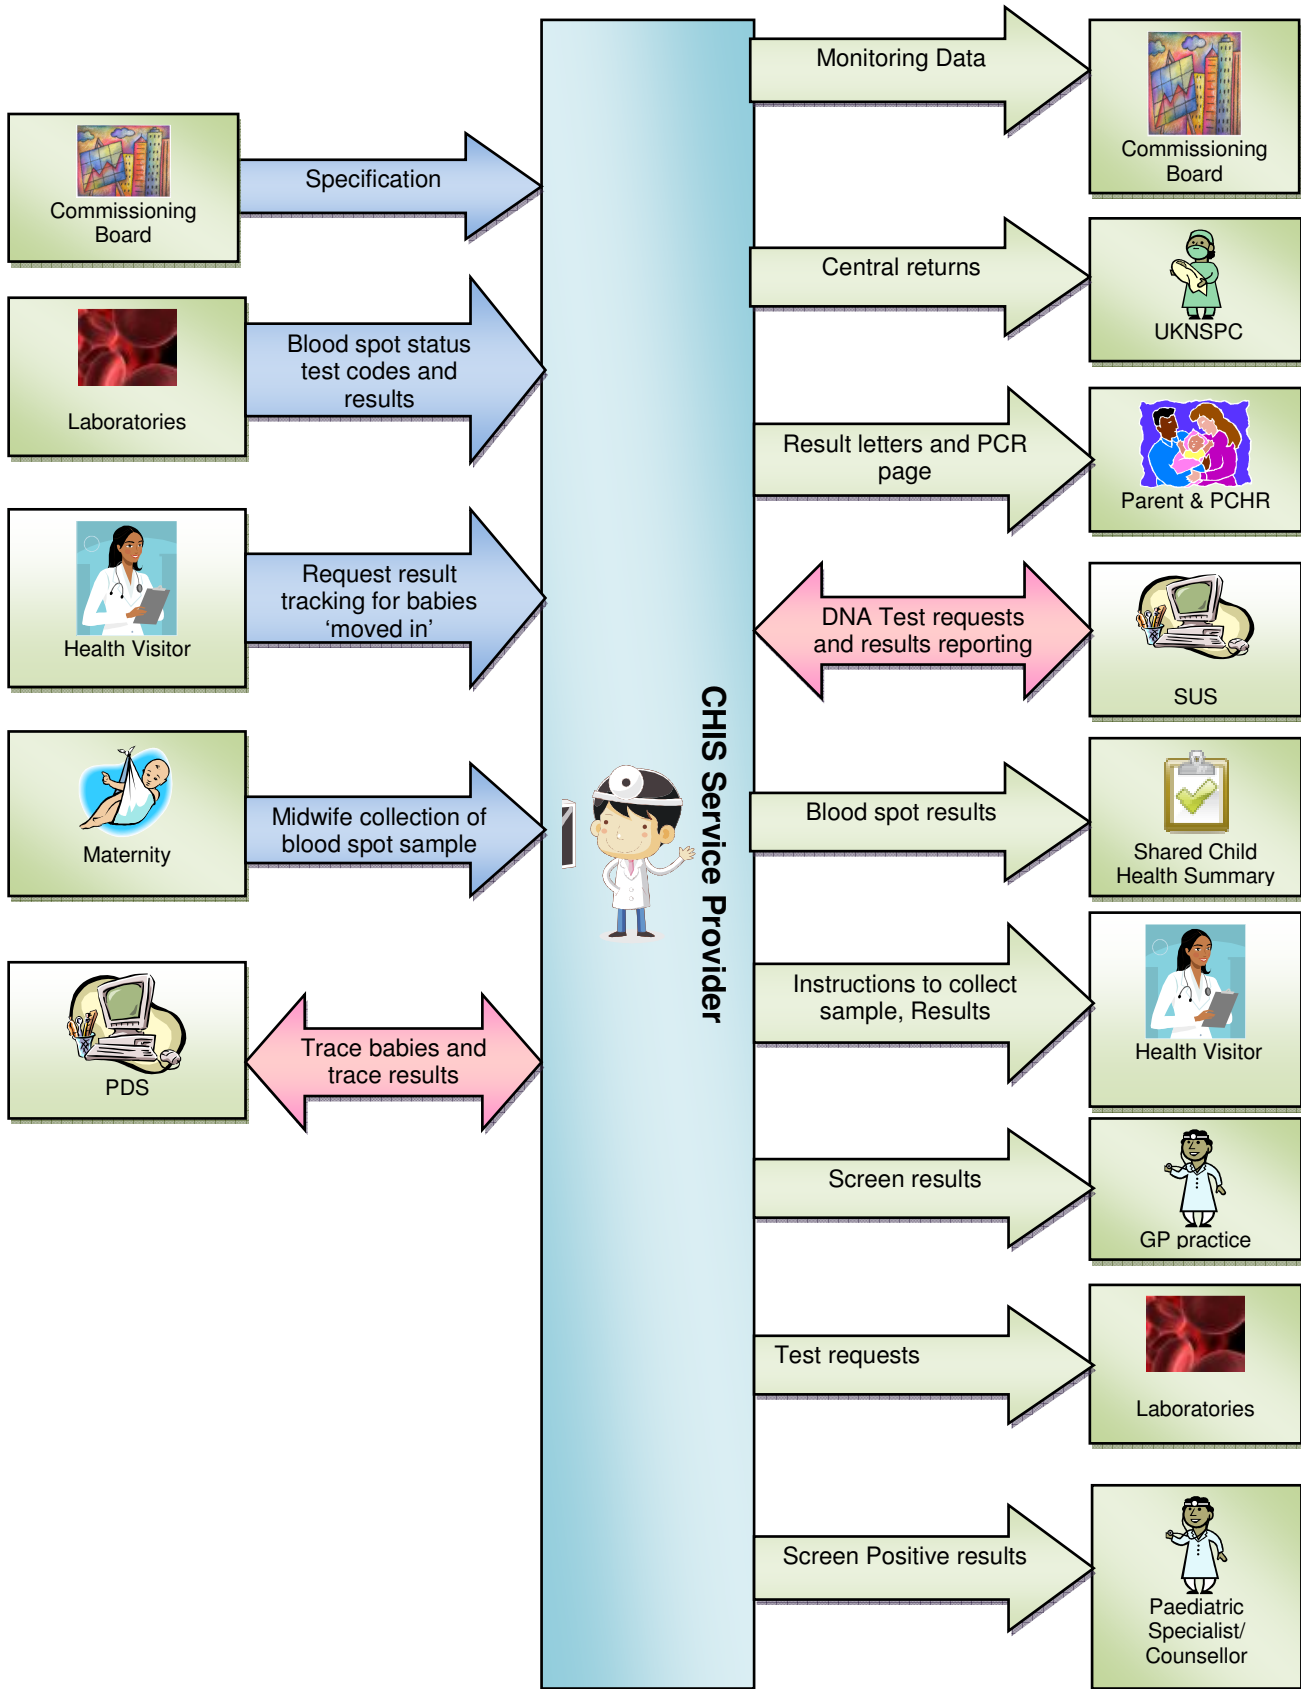 Commissioning
Board
Specification
Laboratories
Blood spot status
test codes and
results
Health Visitor
Request result
tracking for babies
‘moved in’
Maternity
Midwife collection of
blood spot sample
PDS
Trace babies and
trace results
CHIS Service Provider
Monitoring Data
Commissioning
Board
Central returns
UKNSPC
Result letters and PCR
page
Parent & PCHR
DNA Test requests
and results reporting
SUS
Blood spot results
Shared Child
Health Summary
Instructions to collect
sample, Results
Health Visitor
Screen results
GP practice
Test requests
Laboratories
Screen Positive results
Paediatric
Specialist/
Counsellor